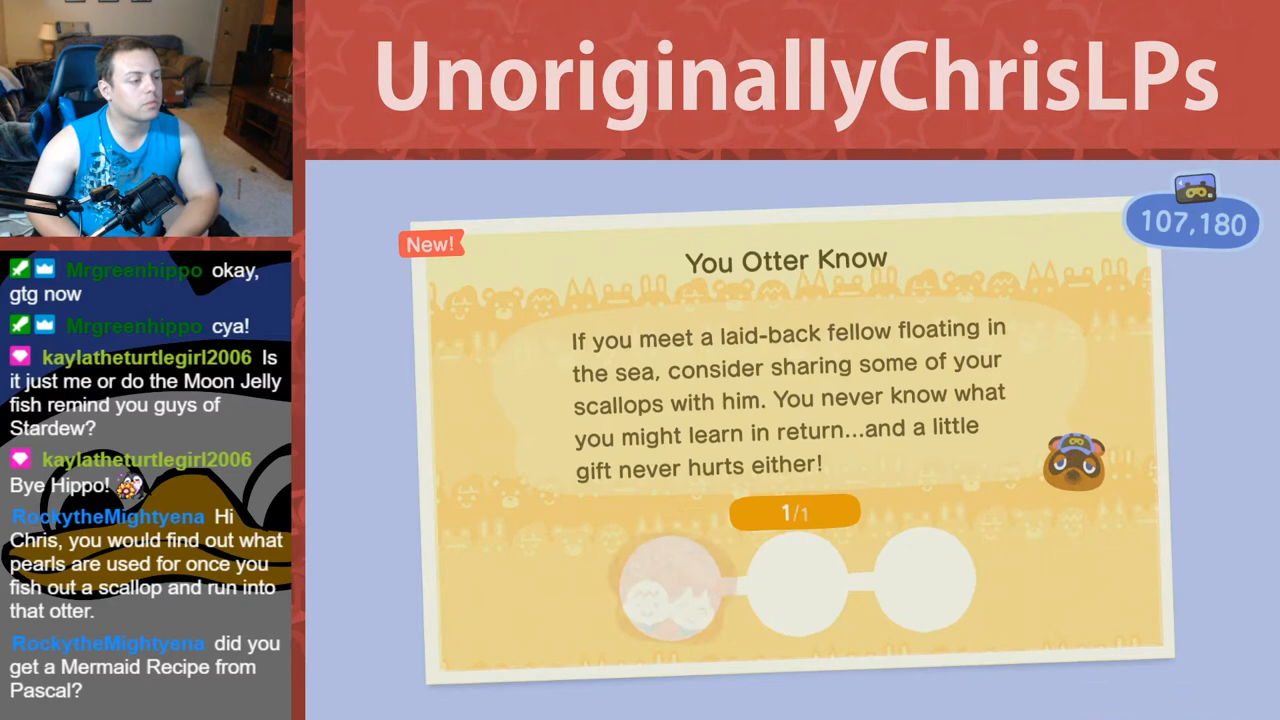 UnoriginallyChrisLPs
107,180
New!
You Otter Know
If you meet a laid-back fellow floating in
the sea, consider sharing some of your
scallops with him. You never know what
you might learn in return...and a little
gift never hurts either!
1/1
Mrgreenhippo okay,
gtg now
Mrgreenhippo cya!
kaylatheturtlegirl2006 Is
it just me or do the Moon Jelly
fish remind you guys of
Stardew?
kaylatheturtlegirl2006
Bye Hippo!
RockytheMightyena Hi
Chris, you would find out what
pearls are used for once you
fish out a scallop and run into
that otter.
RockytheMightyena did you
get a Mermaid Recipe from
Pascal?